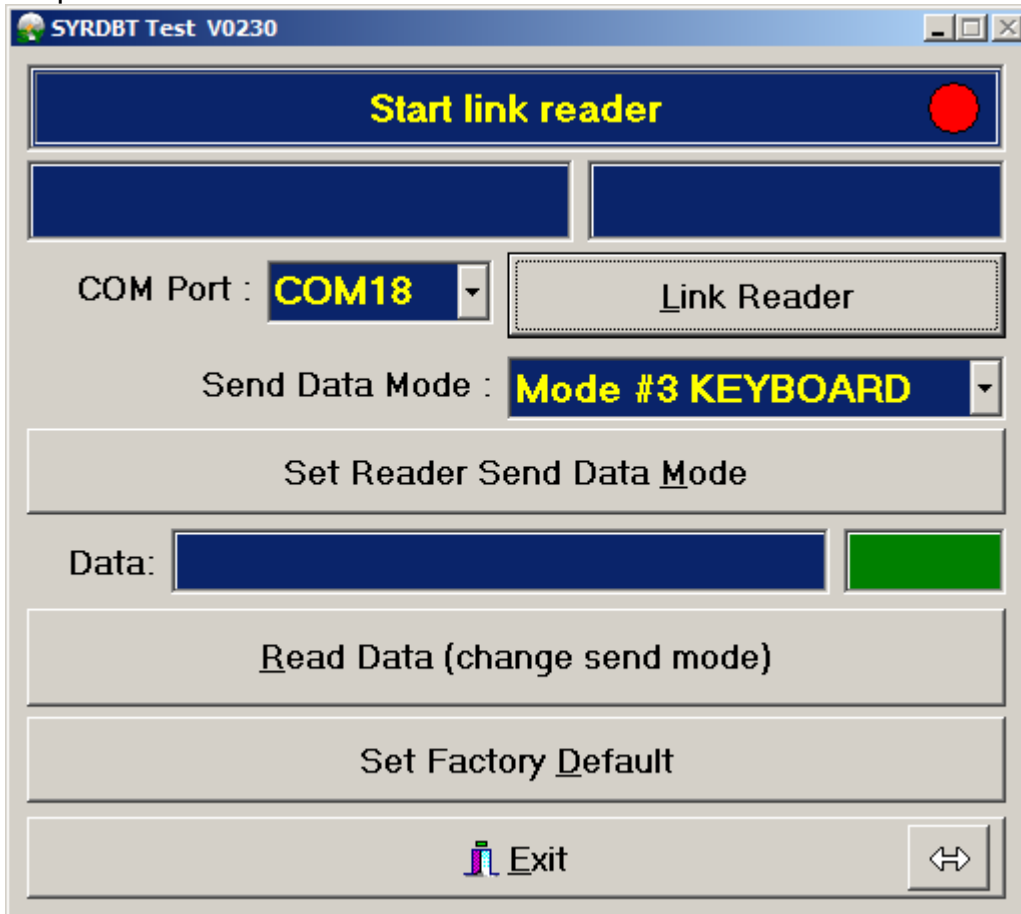 SYRDBT Test V0230
Start link reader
COM Port : COM18 Link Reader
Send Data Mode : Mode #3 KEYBOARD
Set Reader Send Data Mode
Data:
Read Data (change send mode)
Set Factory Default
Exit